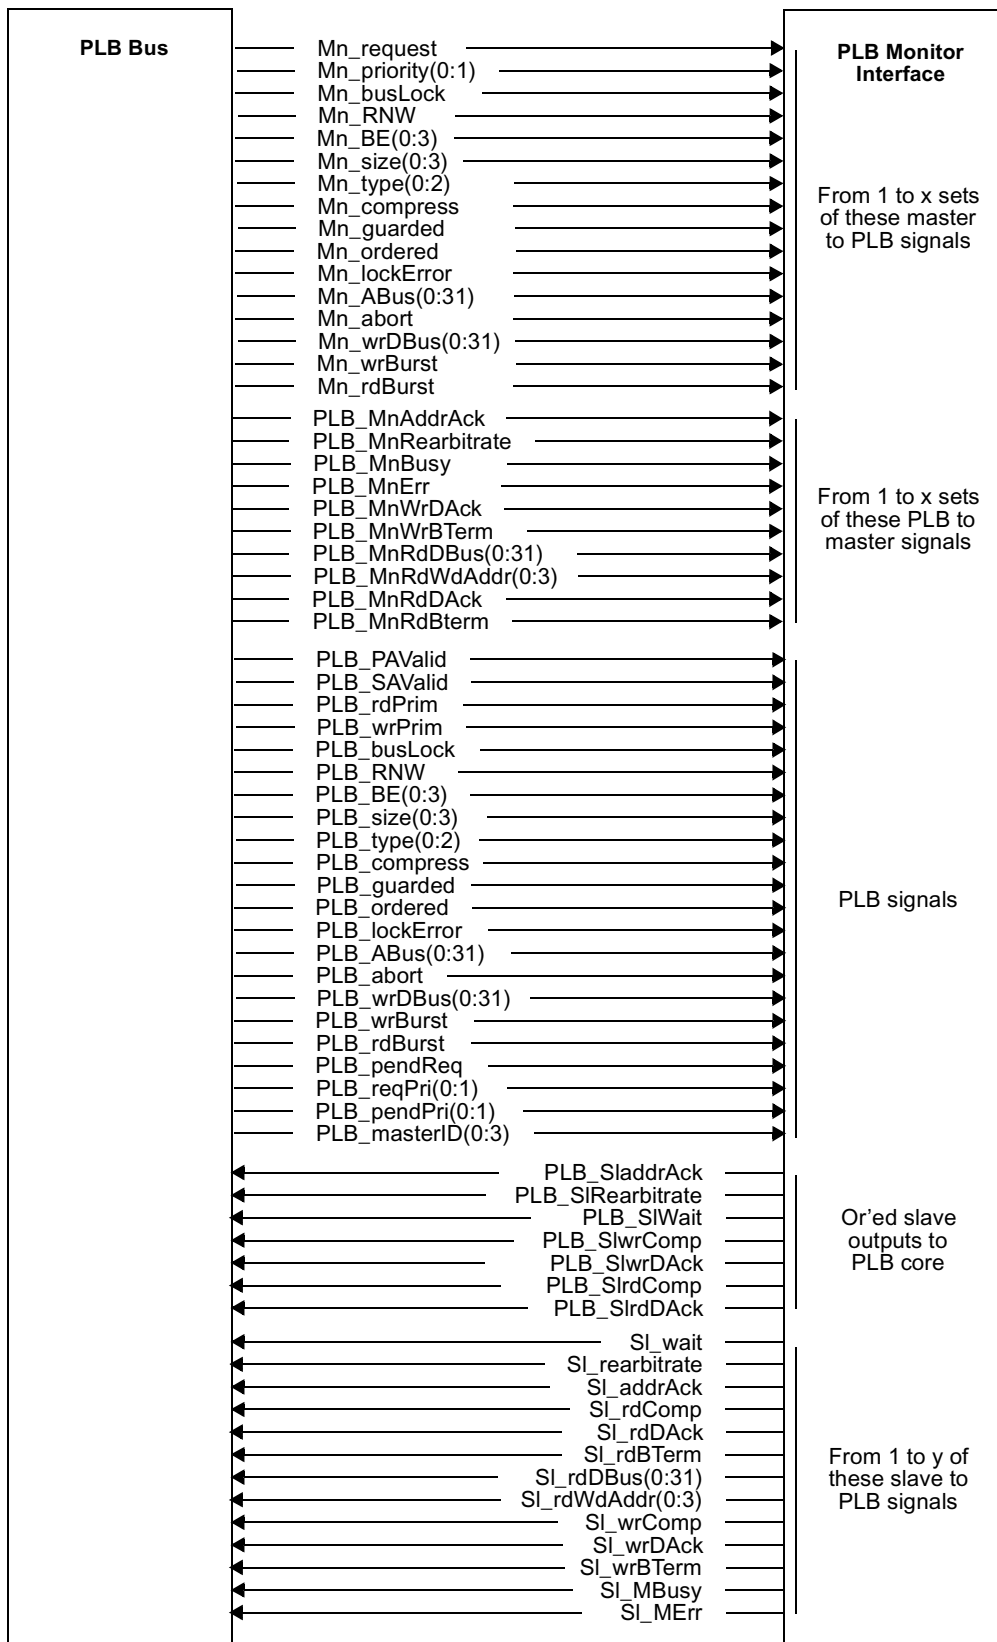 PLB Bus
PLB Monitor
Interface
Mn_request
Mn_priority(0:1)
Mn_busLock
Mn_RNW
Mn_BE(0:3)
Mn_size(0:3)
Mn_type(0:2)
Mn_compress
Mn_guarded
Mn_ordered
Mn_lockError
Mn_ABus(0:31)
Mn_abort
Mn_wrDBus(0:31)
Mn_wrBurst
Mn_rdBurst
From 1 to x sets
of these master
to PLB signals
PLB_MnAddrAck
PLB_MnRearbitrate
PLB_MnBusy
PLB_MnErr
PLB_MnWrDAck
PLB_MnWrBTerm
PLB_MnRdDBus(0:31)
PLB_MnRdWdAddr(0:3)
PLB_MnRdDAck
PLB_MnRdBterm
From 1 to x sets
of these PLB to
master signals
PLB_PAValid
PLB_SAValid
PLB_rdPrim
PLB_wrPrim
PLB_busLock
PLB_RNW
PLB_BE(0:3)
PLB_size(0:3)
PLB_type(0:2)
PLB_compress
PLB_guarded
PLB_ordered
PLB_lockError
PLB_ABus(0:31)
PLB_abort
PLB_wrDBus(0:31)
PLB_wrBurst
PLB_rdBurst
PLB_pendReq
PLB_reqPri(0:1)
PLB_pendPri(0:1)
PLB_masterID(0:3)
PLB signals
PLB_SladdrAck
PLB_SlRearbitrate
PLB_SlWait
PLB_SlwrComp
PLB_SlwrDAck
PLB_SlrdComp
PLB_SlrdDAck
Or’ed slave
outputs to
PLB core
Sl_wait
Sl_rearbitrate
Sl_addrAck
Sl_rdComp
Sl_rdDAck
Sl_rdBTerm
Sl_rdDBus(0:31)
Sl_rdWdAddr(0:3)
Sl_wrComp
Sl_wrDAck
Sl_wrBTerm
Sl_MBusy
Sl_MErr
From 1 to y of
these slave to
PLB signals